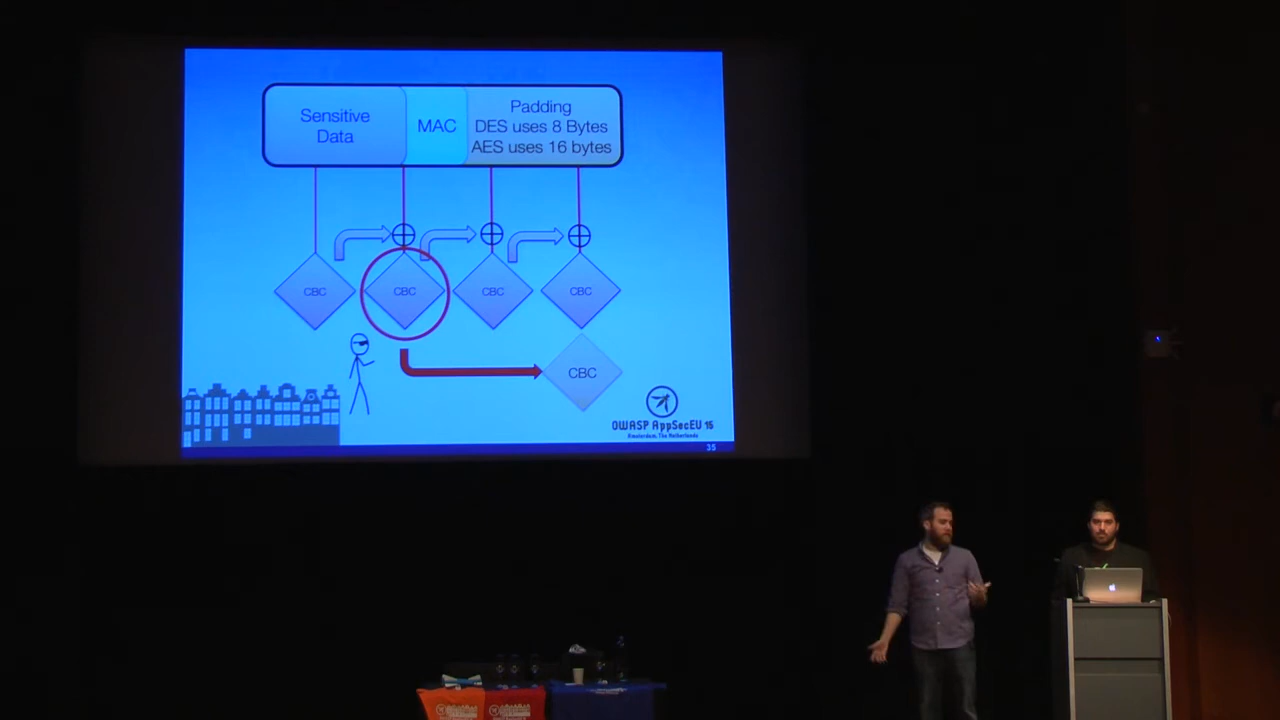 Sensitive
Data
MAC
Padding
DES uses 8 Bytes
AES uses 16 bytes
CBC
CBC
CBC
CBC
CBC
OWASP AppSecEU 15
Amsterdam, The Netherlands
35